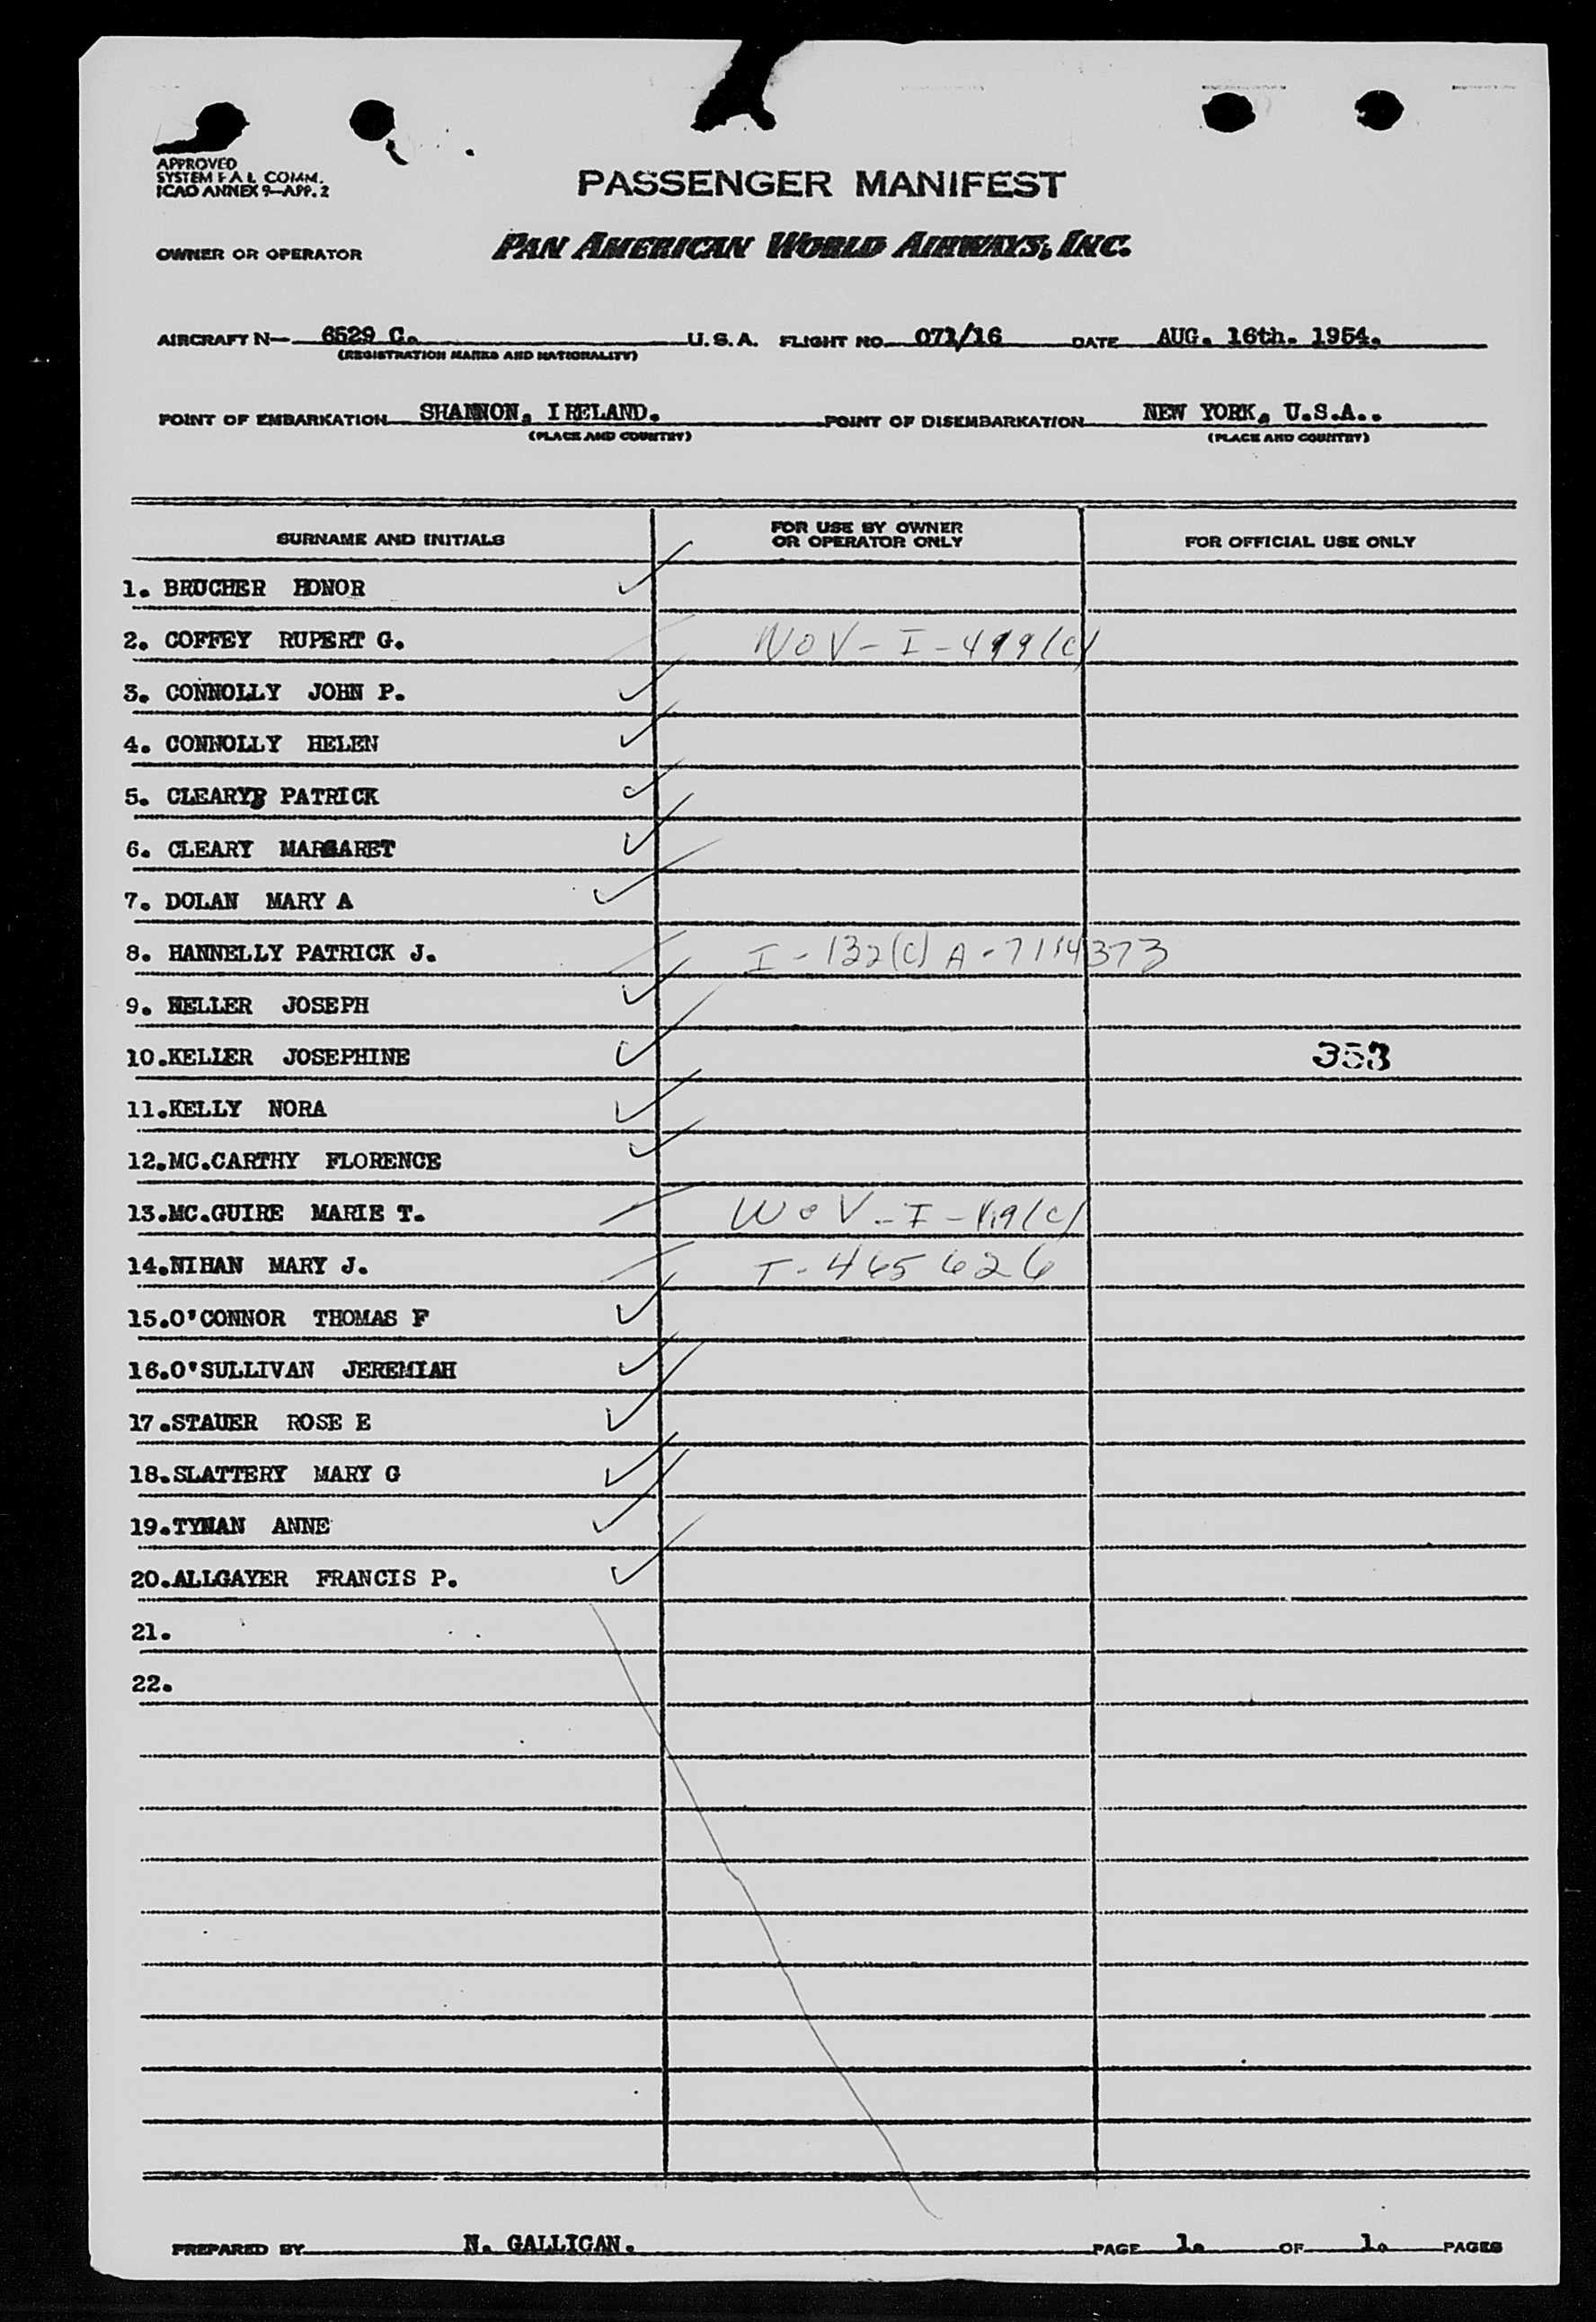 APPROVED
SYSTEM F A L COMM.
ICAO ANNEX 9—APP. 2
PASSENGER MANIFEST
OWNER OR OPERATOR PAN AMERICAN WORLD AIRWAYS, INC.
AIRCRAFT N— 6529 C. U.S.A. FLIGHT NO. 071/16 DATE AUG. 16th. 1954.
(REGISTRATION MARKS AND NATIONALITY)
POINT OF EMBARKATION SHANNON, IRELAND. POINT OF DISEMBARKATION NEW YORK, U.S.A..
(PLACE AND COUNTRY) (PLACE AND COUNTRY)
SURNAME AND INITIALS FOR USE BY OWNER OR OPERATOR ONLY FOR OFFICIAL USE ONLY
1. BRUCHER HONOR
2. COFFEY RUPERT G. WOV-I-499(C)
3. CONNOLLY JOHN P.
4. CONNOLLY HELEN
5. CLEARY PATRICK
6. CLEARY MARGARET
7. DOLAN MARY A
8. HANNELLY PATRICK J. I-132(C) A-7114373
9. KELLER JOSEPH
10.KELLER JOSEPHINE 353
11.KELLY NORA
12.MC.CARTHY FLORENCE
13.MC.GUIRE MARIE T. WOV-I-
14.NIHAN MARY J. I-465626
15.O'CONNOR THOMAS F
16.O'SULLIVAN JEREMIAH
17.STAUER ROSE E
18.SLATTERY MARY G
19.TYNAN ANNE
20.ALLGAYER FRANCIS P.
21.
22.
PREPARED BY N. GALLIGAN. PAGE 1. OF 1. PAGES